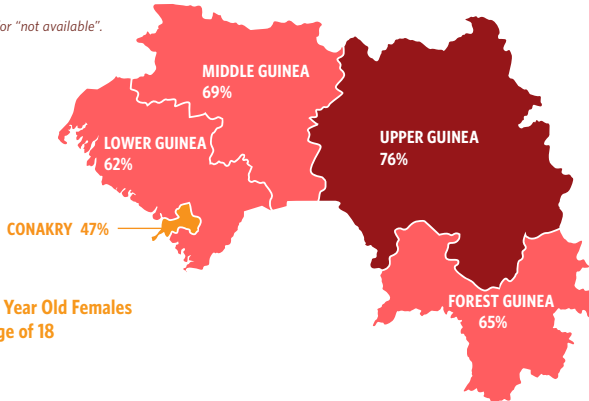 or “not available”.
MIDDLE GUINEA
69%
LOWER GUINEA
62%
UPPER GUINEA
76%
CONAKRY 47%
Year Old Females
ge of 18
FOREST GUINEA
65%